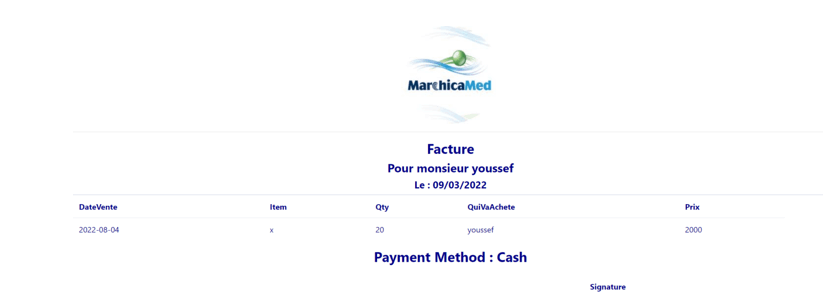 MarchicaMed
Facture
Pour monsieur youssef
Le : 09/03/2022
DateVente Item Qty QuiVaAchete Prix
2022-08-04 x 20 youssef 2000
Payment Method : Cash
Signature